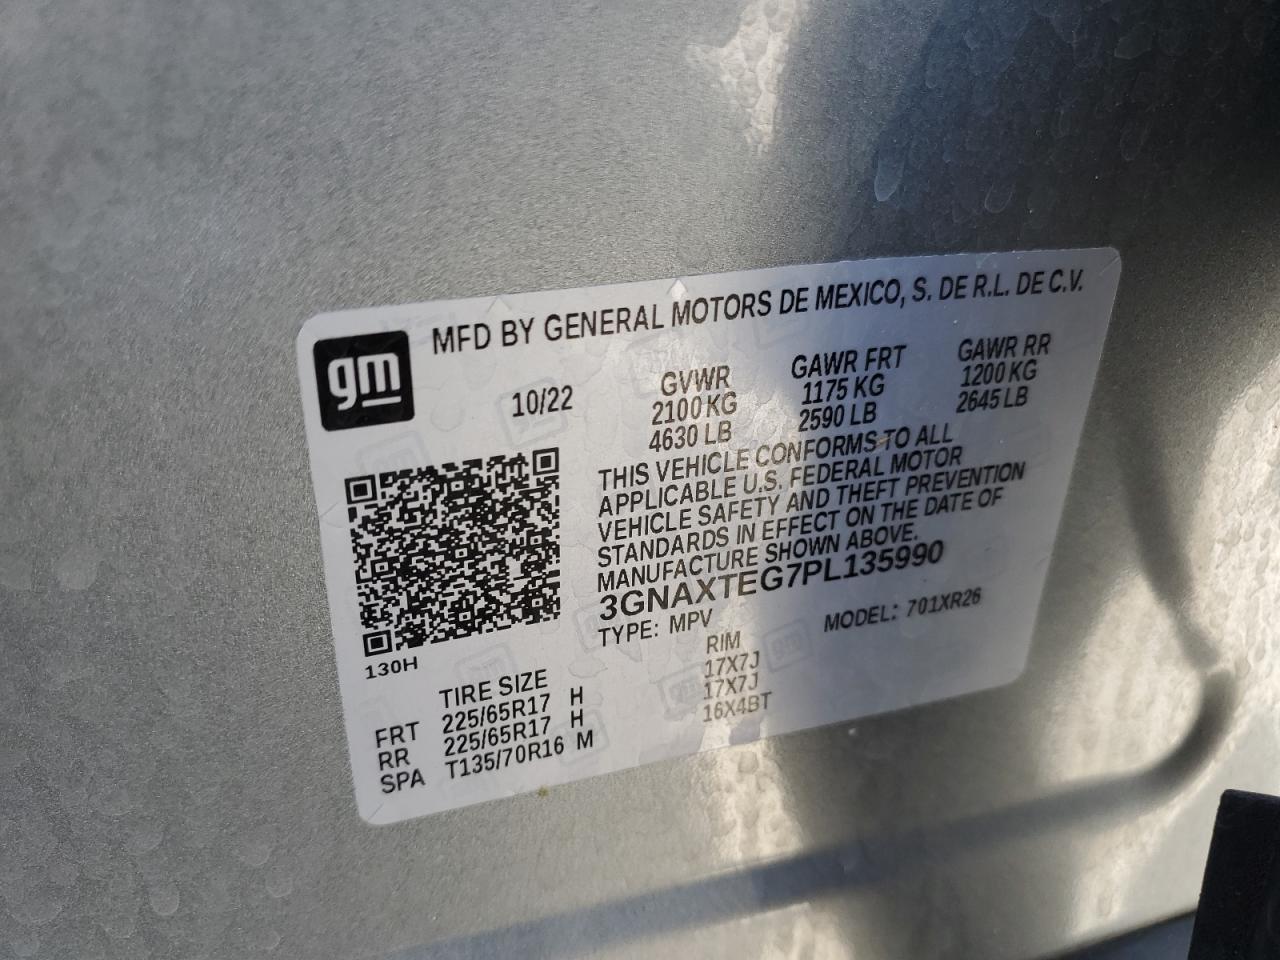 gm
MFD BY GENERAL MOTORS DE MEXICO, S. DE R.L. DE C.V.
10/22
GVWR GAWR FRT GAWR RR
2100 KG 1175 KG 1200 KG
4630 LB 2590 LB 2645 LB
THIS VEHICLE CONFORMS TO ALL
APPLICABLE U.S. FEDERAL MOTOR
VEHICLE SAFETY AND THEFT PREVENTION
STANDARDS IN EFFECT ON THE DATE OF
MANUFACTURE SHOWN ABOVE.
3GNAXTEG7PL135990
TYPE: MPV MODEL: 701XR26
130H
TIRE SIZE RIM
FRT 225/65R17 H 17X7J
RR 225/65R17 H 17X7J
SPA T135/70R16 M 16X4BT